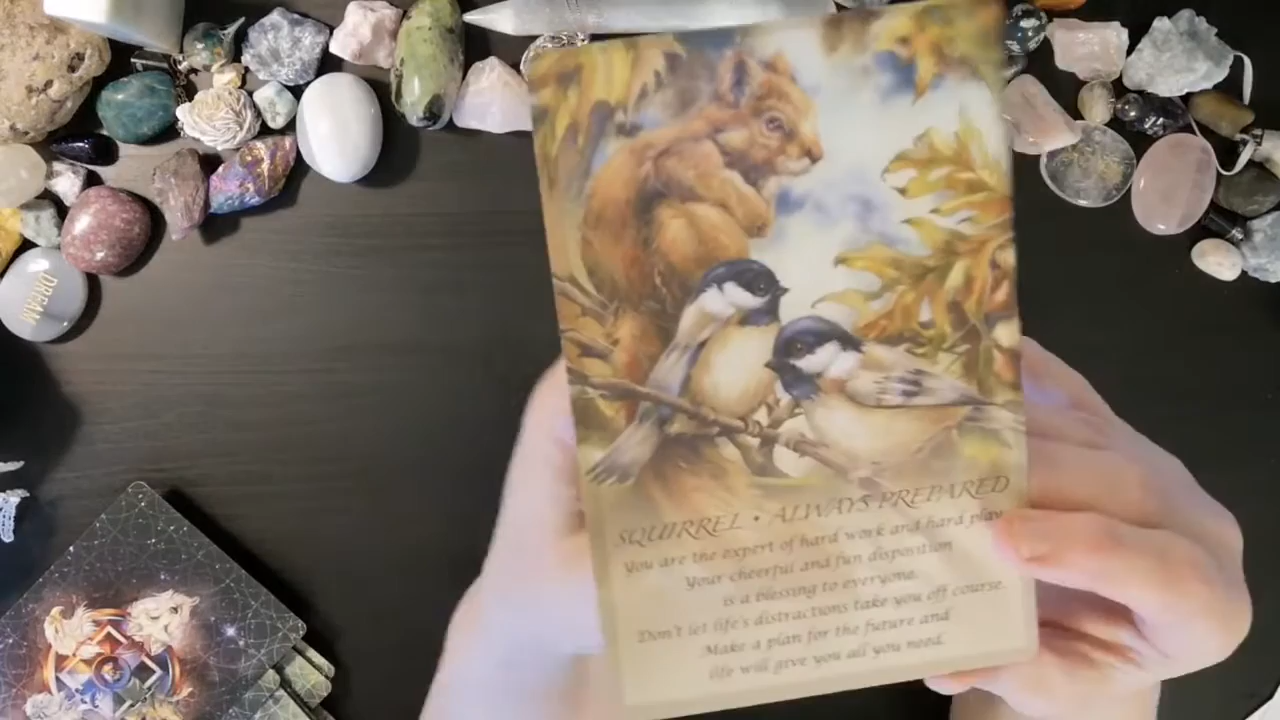 SQUIRREL • ALWAYS PREPARED
You are the expert of hard work and hard play
Your cheerful and fun disposition
is a blessing to everyone.
Don't let life's distractions take you off course.
Make a plan for the future and
life will give you all you need.
DREAM